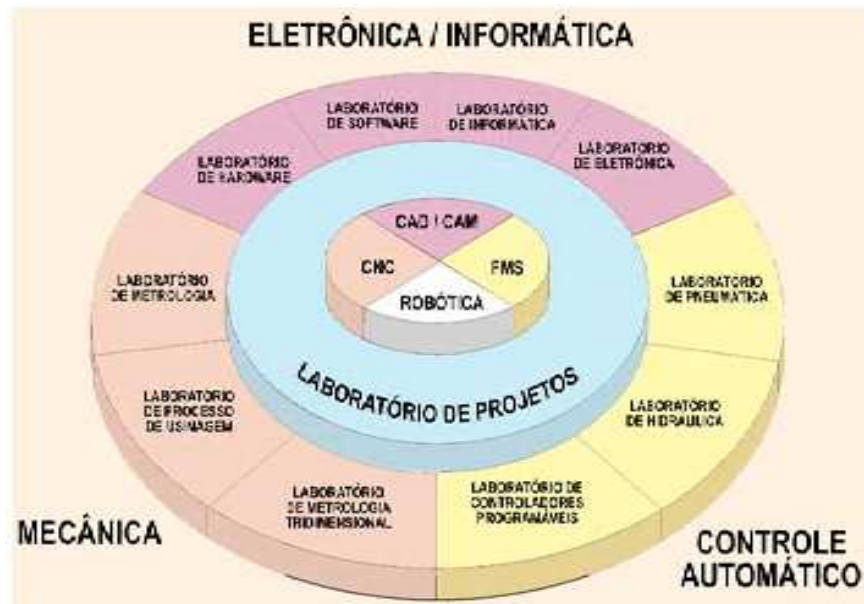 ELETRÔNICA / INFORMÁTICA
LABORATÓRIO
DE SOFTWARE
LABORATÓRIO
DE INFORMÁTICA
LABORATÓRIO
DE HARDWARE
LABORATÓRIO
DE ELETRÔNICA
CAD / CAM
CNC
FMS
ROBÓTICA
LABORATÓRIO
DE METROLOGIA
LABORATÓRIO
DE PNEUMÁTICA
LABORATÓRIO DE PROJETOS
LABORATÓRIO
DE PROCESSO
DE USINAGEM
LABORATÓRIO
DE HIDRAULICA
LABORATÓRIO
DE METROLOGIA
TRIDIMENSIONAL
LABORATÓRIO DE
CONTROLADORES
PROGRAMÁVEIS
MECÂNICA
CONTROLE
AUTOMÁTICO